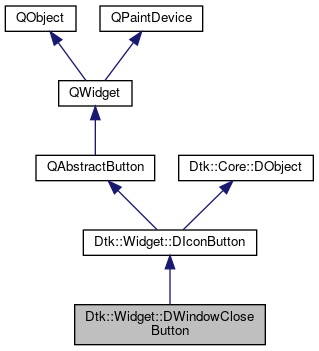 QObject
QPaintDevice
QWidget
QAbstractButton
Dtk::Core::DObject
Dtk::Widget::DIconButton
Dtk::Widget::DWindowClose
Button